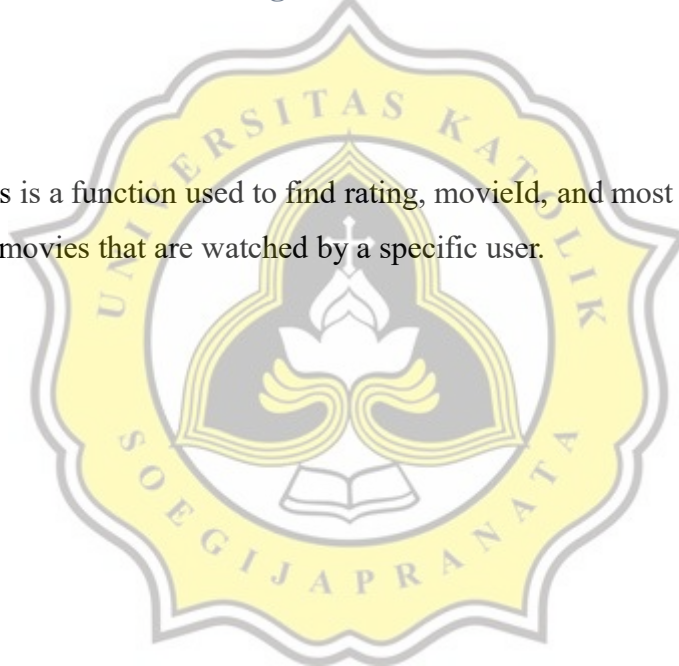 s is a function used to find rating, movieId, and most
movies that are watched by a specific user.
UNIVERSITAS KATOLIK
SOEGIJAPRANATA